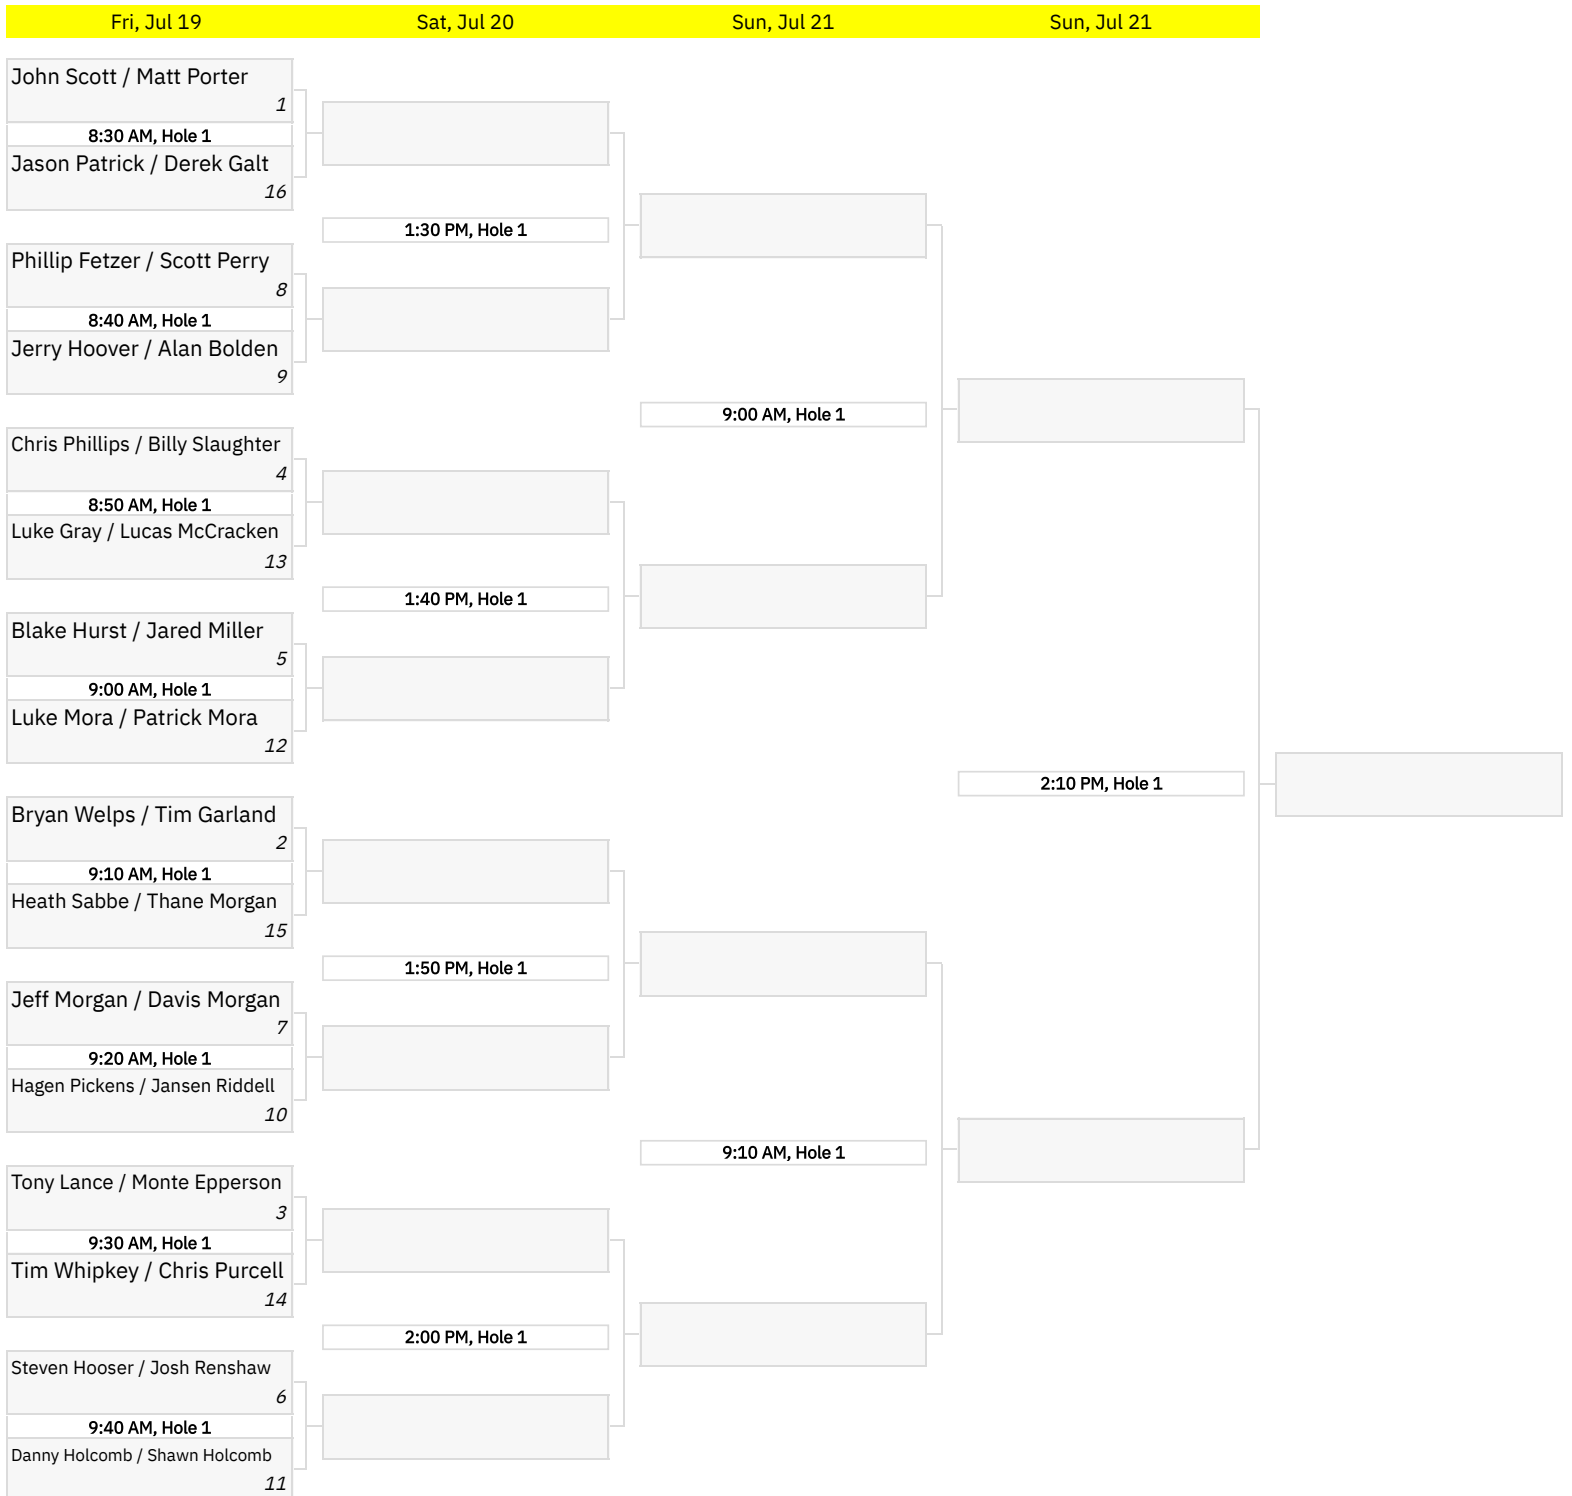 Fri, Jul 19
Sat, Jul 20
Sun, Jul 21
Sun, Jul 21
John Scott / Matt Porter
1
8:30 AM, Hole 1
Jason Patrick / Derek Galt
16
1:30 PM, Hole 1
Phillip Fetzer / Scott Perry
8
8:40 AM, Hole 1
Jerry Hoover / Alan Bolden
9
9:00 AM, Hole 1
Chris Phillips / Billy Slaughter
4
8:50 AM, Hole 1
Luke Gray / Lucas McCracken
13
1:40 PM, Hole 1
Blake Hurst / Jared Miller
5
9:00 AM, Hole 1
Luke Mora / Patrick Mora
12
2:10 PM, Hole 1
Bryan Welps / Tim Garland
2
9:10 AM, Hole 1
Heath Sabbe / Thane Morgan
15
1:50 PM, Hole 1
Jeff Morgan / Davis Morgan
7
9:20 AM, Hole 1
Hagen Pickens / Jansen Riddell
10
9:10 AM, Hole 1
Tony Lance / Monte Epperson
3
9:30 AM, Hole 1
Tim Whipkey / Chris Purcell
14
2:00 PM, Hole 1
Steven Hooser / Josh Renshaw
6
9:40 AM, Hole 1
Danny Holcomb / Shawn Holcomb
11